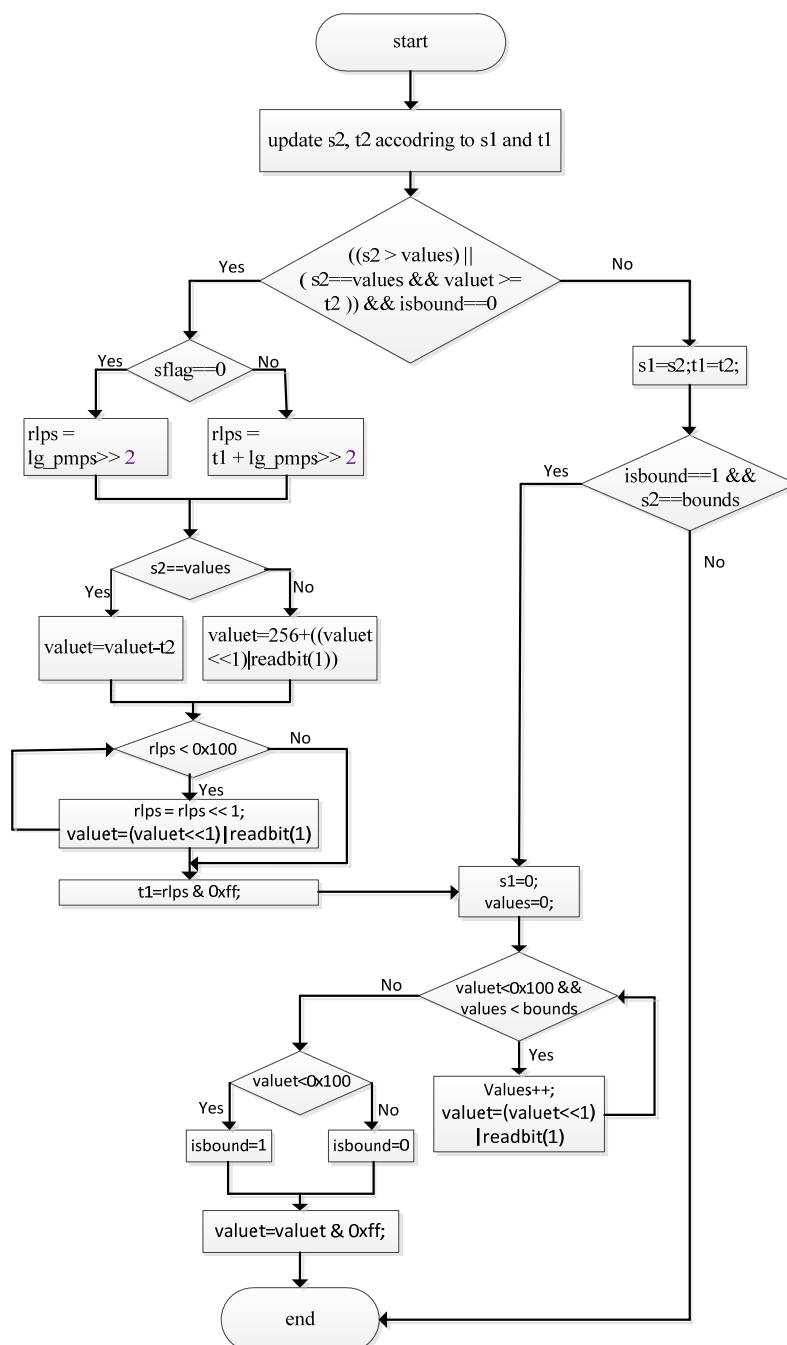 start
update s2, t2 accodring to s1 and t1
((s2 > values) ||
( s2==values && valuet >=
t2 )) && isbound==0
Yes
No
sflag==0
Yes
No
s1=s2;t1=t2;
rlps =
lg_pmps>> 2
rlps =
t1 + lg_pmps>> 2
isbound==1 &&
s2==bounds
Yes
No
s2==values
Yes
No
valuet=valuet-t2
valuet=256+((valuet
<<1)|readbit(1))
rlps < 0x100
No
Yes
rlps = rlps << 1;
valuet=(valuet<<1)|readbit(1)
t1=rlps & 0xff;
s1=0;
values=0;
valuet<0x100 &&
values < bounds
No
Yes
Values++;
valuet=(valuet<<1)
|readbit(1)
valuet<0x100
Yes
No
isbound=1
isbound=0
valuet=valuet & 0xff;
end